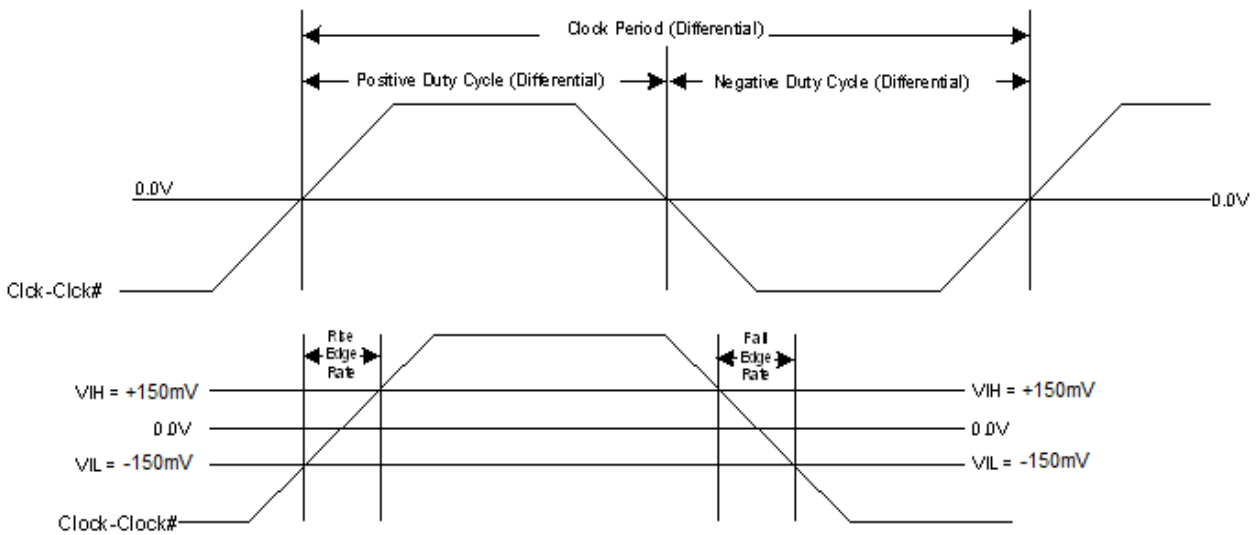 Clock Period (Differential)
Positive Duty Cycle (Differential)
Negative Duty Cycle (Differential)
0.0V
0.0V
Clck-Clck#
Rise
Edge
Rate
Fall
Edge
Rate
VIH = +150mV
VIH = +150mV
0.0V
0.0V
VIL = -150mV
VIL = -150mV
Clock-Clock#